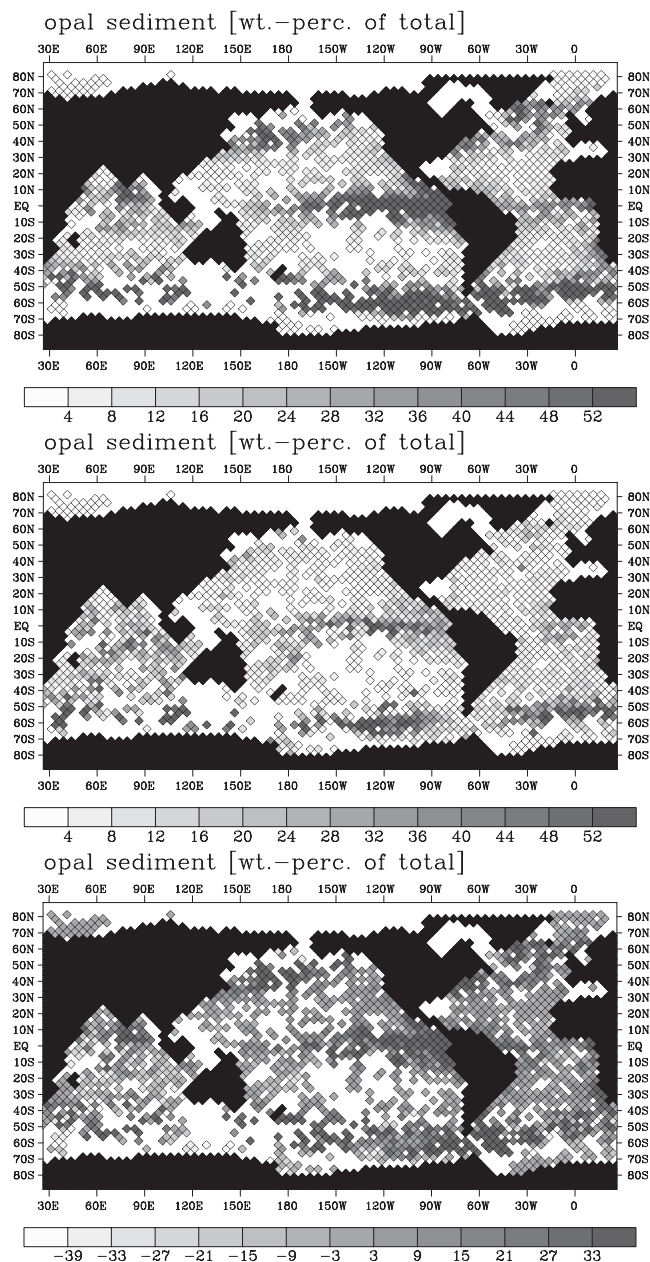 opal sediment [wt.−perc. of total]
30E 60E 90E 120E 150E 180 150W 120W 90W 60W 30W 0
80N 80N
70N 70N
60N 60N
50N 50N
40N 40N
30N 30N
20N 20N
10N 10N
EQ EQ
10S 10S
20S 20S
30S 30S
40S 40S
50S 50S
60S 60S
70S 70S
80S 80S
30E 60E 90E 120E 150E 180 150W 120W 90W 60W 30W 0
4 8 12 16 20 24 28 32 36 40 44 48 52
opal sediment [wt.−perc. of total]
30E 60E 90E 120E 150E 180 150W 120W 90W 60W 30W 0
80N 80N
70N 70N
60N 60N
50N 50N
40N 40N
30N 30N
20N 20N
10N 10N
EQ EQ
10S 10S
20S 20S
30S 30S
40S 40S
50S 50S
60S 60S
70S 70S
80S 80S
30E 60E 90E 120E 150E 180 150W 120W 90W 60W 30W 0
4 8 12 16 20 24 28 32 36 40 44 48 52
opal sediment [wt.−perc. of total]
30E 60E 90E 120E 150E 180 150W 120W 90W 60W 30W 0
80N 80N
70N 70N
60N 60N
50N 50N
40N 40N
30N 30N
20N 20N
10N 10N
EQ EQ
10S 10S
20S 20S
30S 30S
40S 40S
50S 50S
60S 60S
70S 70S
80S 80S
30E 60E 90E 120E 150E 180 150W 120W 90W 60W 30W 0
−39 −33 −27 −21 −15 −9 −3 3 9 15 21 27 33